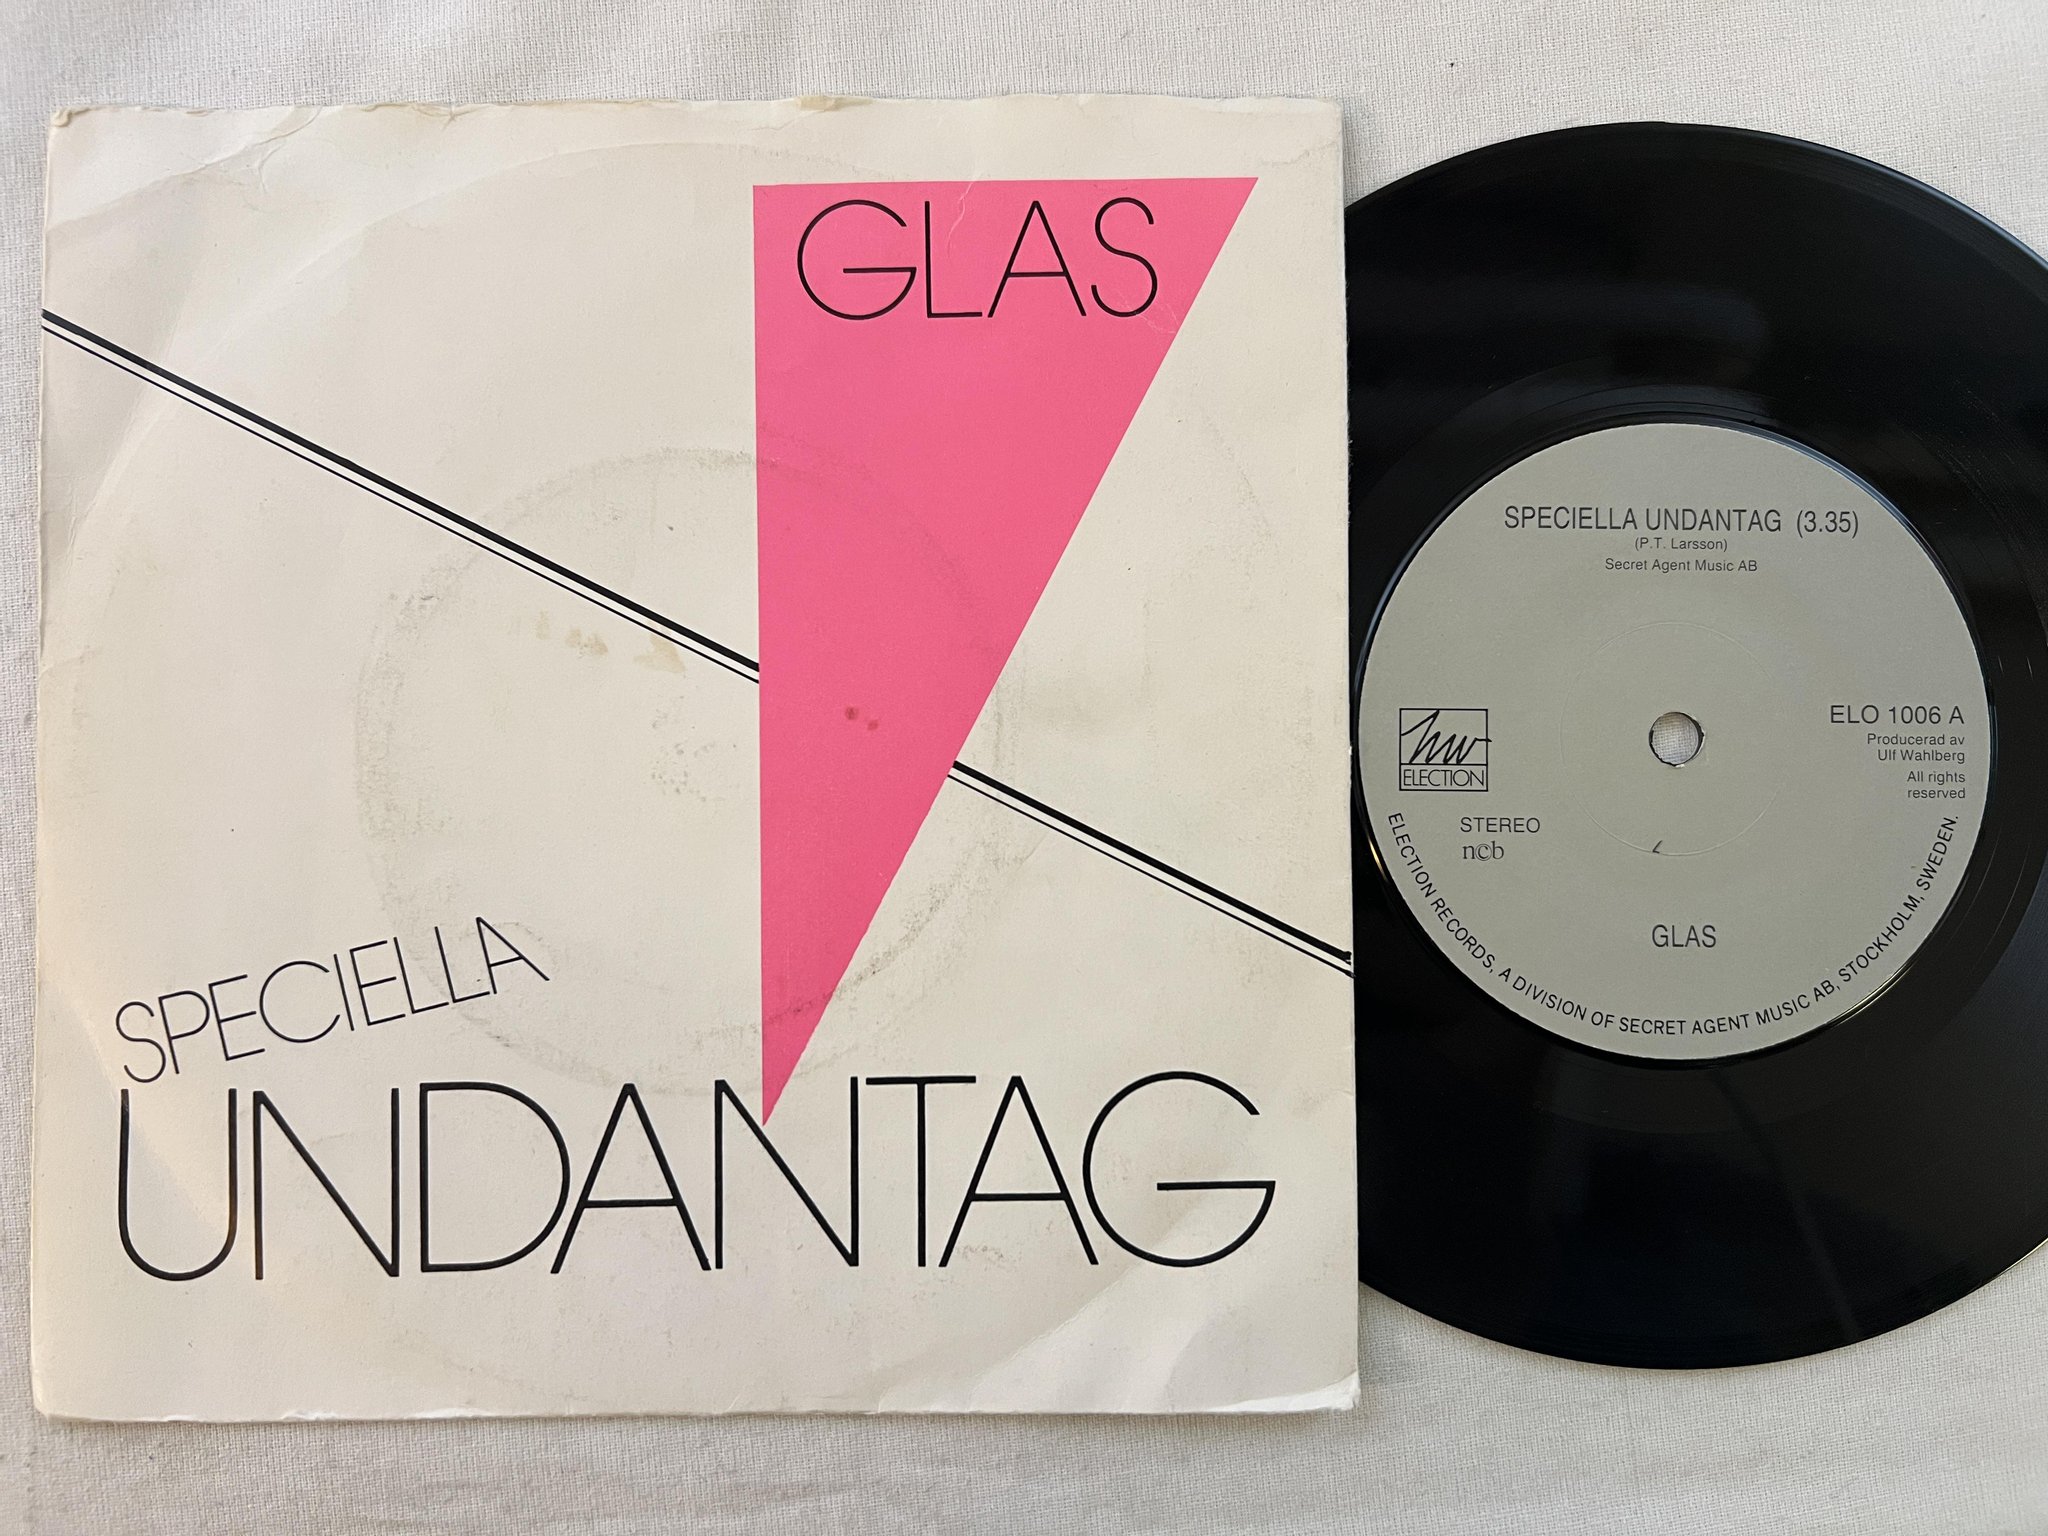 GLAS
SPECIELLA
UNDANTAG
SPECIELLA UNDANTAG (3.35)
(P.T. Larsson)
Secret Agent Music AB
ELECTION
STEREO
n©b
ELO 1006 A
Producerad av
Ulf Wahlberg
All rights
reserved
GLAS
ELECTION RECORDS, A DIVISION OF SECRET AGENT MUSIC AB, STOCKHOLM, SWEDEN.